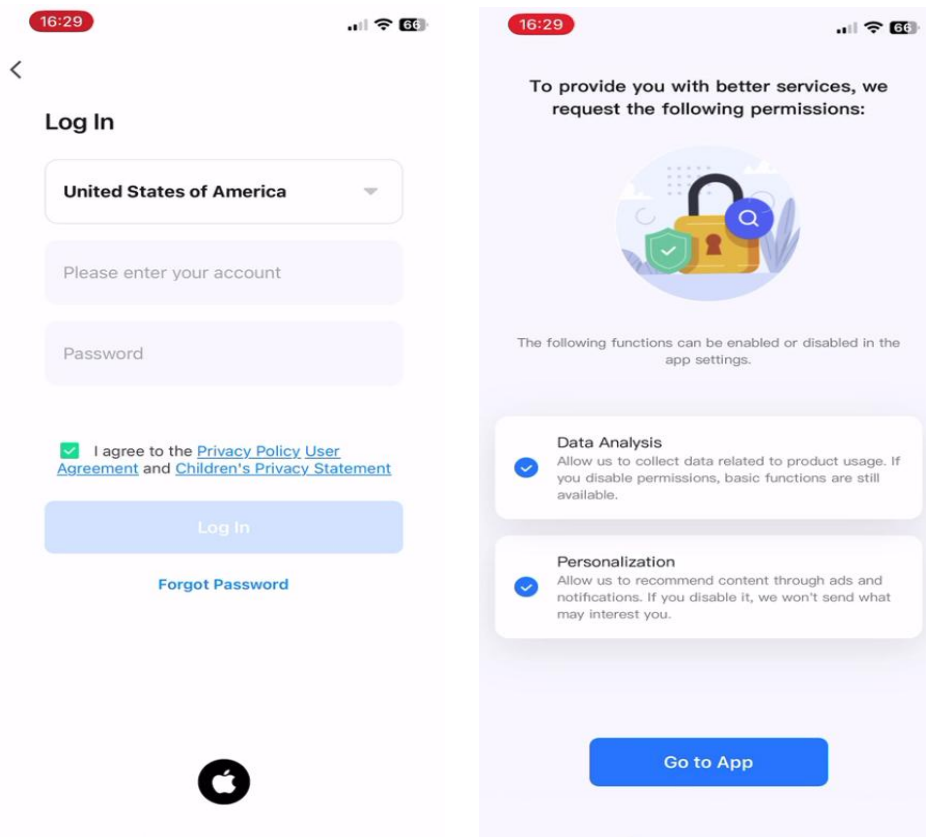 16:29
66
Log In
United States of America
Please enter your account
Password
I agree to the Privacy Policy User
Agreement and Children's Privacy Statement
Log In
Forgot Password
16:29
66
To provide you with better services, we
request the following permissions:
The following functions can be enabled or disabled in the
app settings.
Data Analysis
Allow us to collect data related to product usage. If
you disable permissions, basic functions are still
available.
Personalization
Allow us to recommend content through ads and
notifications. If you disable it, we won't send what
may interest you.
Go to App